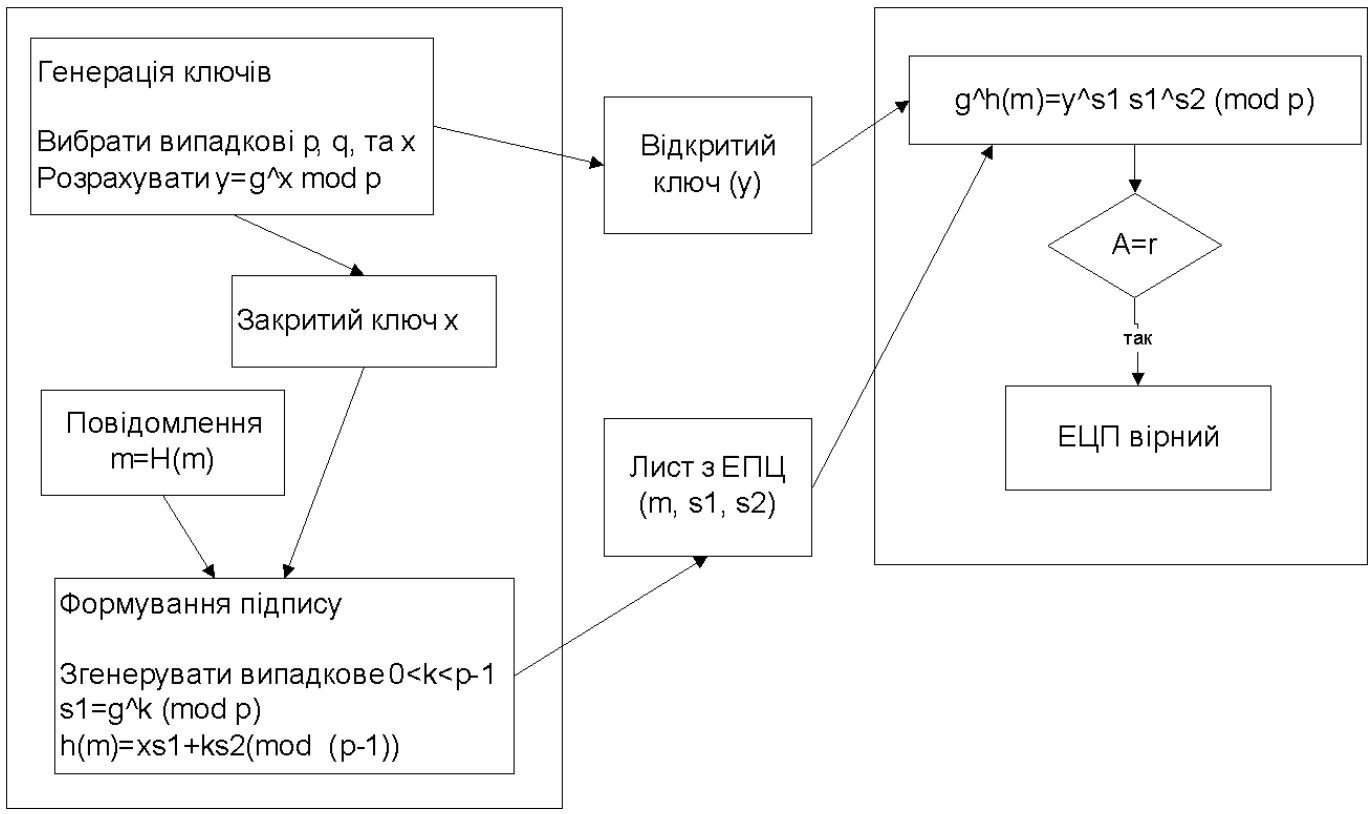 Генерація ключів
Вибрати випадкові p, q, та x
Розрахувати y=g^x mod p
Закритий ключ x
Повідомлення
m=H(m)
Формування підпису
Згенерувати випадкове 0<k<p-1
s1=g^k (mod p)
h(m)=xs1+ks2(mod (p-1))
Відкритий
ключ (y)
Лист з ЕПЦ
(m, s1, s2)
g^h(m)=y^s1 s1^s2 (mod p)
A=r
так
ЕЦП вірний